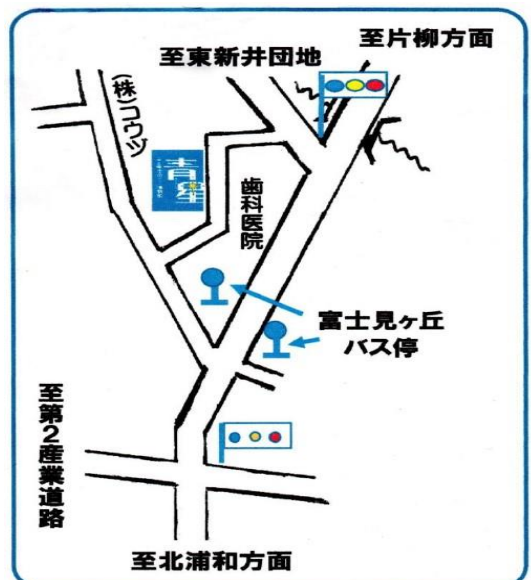 至片柳方面
至東新井団地
(株)コウヅ
青翠
歯科医院
富士見ヶ丘
バス停
至第2産業道路
至北浦和方面